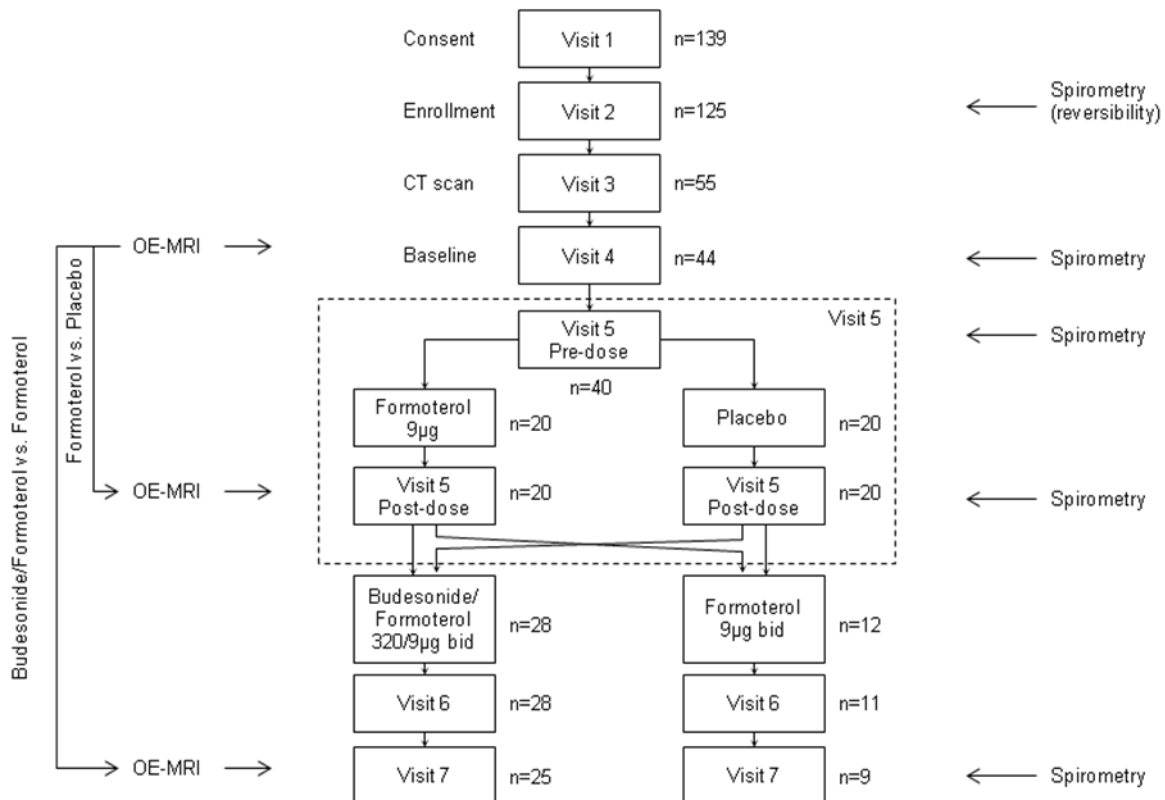 Consent
Visit 1
n=139
Enrollment
Visit 2
n=125
Spirometry
(reversibility)
CT scan
Visit 3
n=55
OE-MRI
Baseline
Visit 4
n=44
Spirometry
Budesonide/Formoterol vs. Formoterol
Formoterol vs. Placebo
Visit 5
Visit 5
Pre-dose
n=40
Spirometry
Formoterol
9µg
n=20
Placebo
n=20
OE-MRI
Visit 5
Post-dose
n=20
Visit 5
Post-dose
n=20
Spirometry
Budesonide/
Formoterol
320/9µg bid
n=28
Formoterol
9µg bid
n=12
Visit 6
n=28
Visit 6
n=11
OE-MRI
Visit 7
n=25
Visit 7
n=9
Spirometry